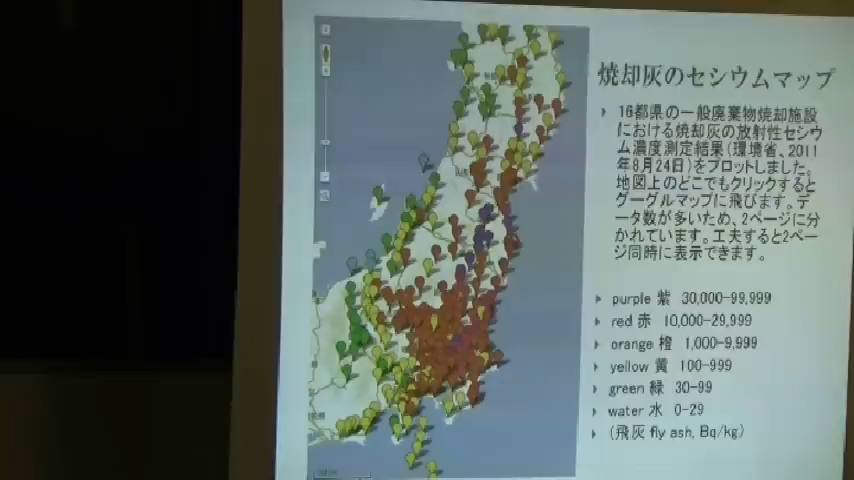 焼却灰のセシウムマップ
16都県の一般廃棄物焼却施設
における焼却灰の放射性セシウ
ム濃度測定結果(環境省、2011
年8月24日)をプロットしました。
地図上のどこでもクリックすると
グーグルマップに飛びます。デ
ータ数が多いため、2ページに分
かれています。工夫すると2ペー
ジ同時に表示できます。
purple 紫 30,000-99,999
red 赤 10,000-29,999
orange 橙 1,000-9,999
yellow 黄 100-999
green 緑 30-99
water 水 0-29
(飛灰 fly ash, Bq/kg)